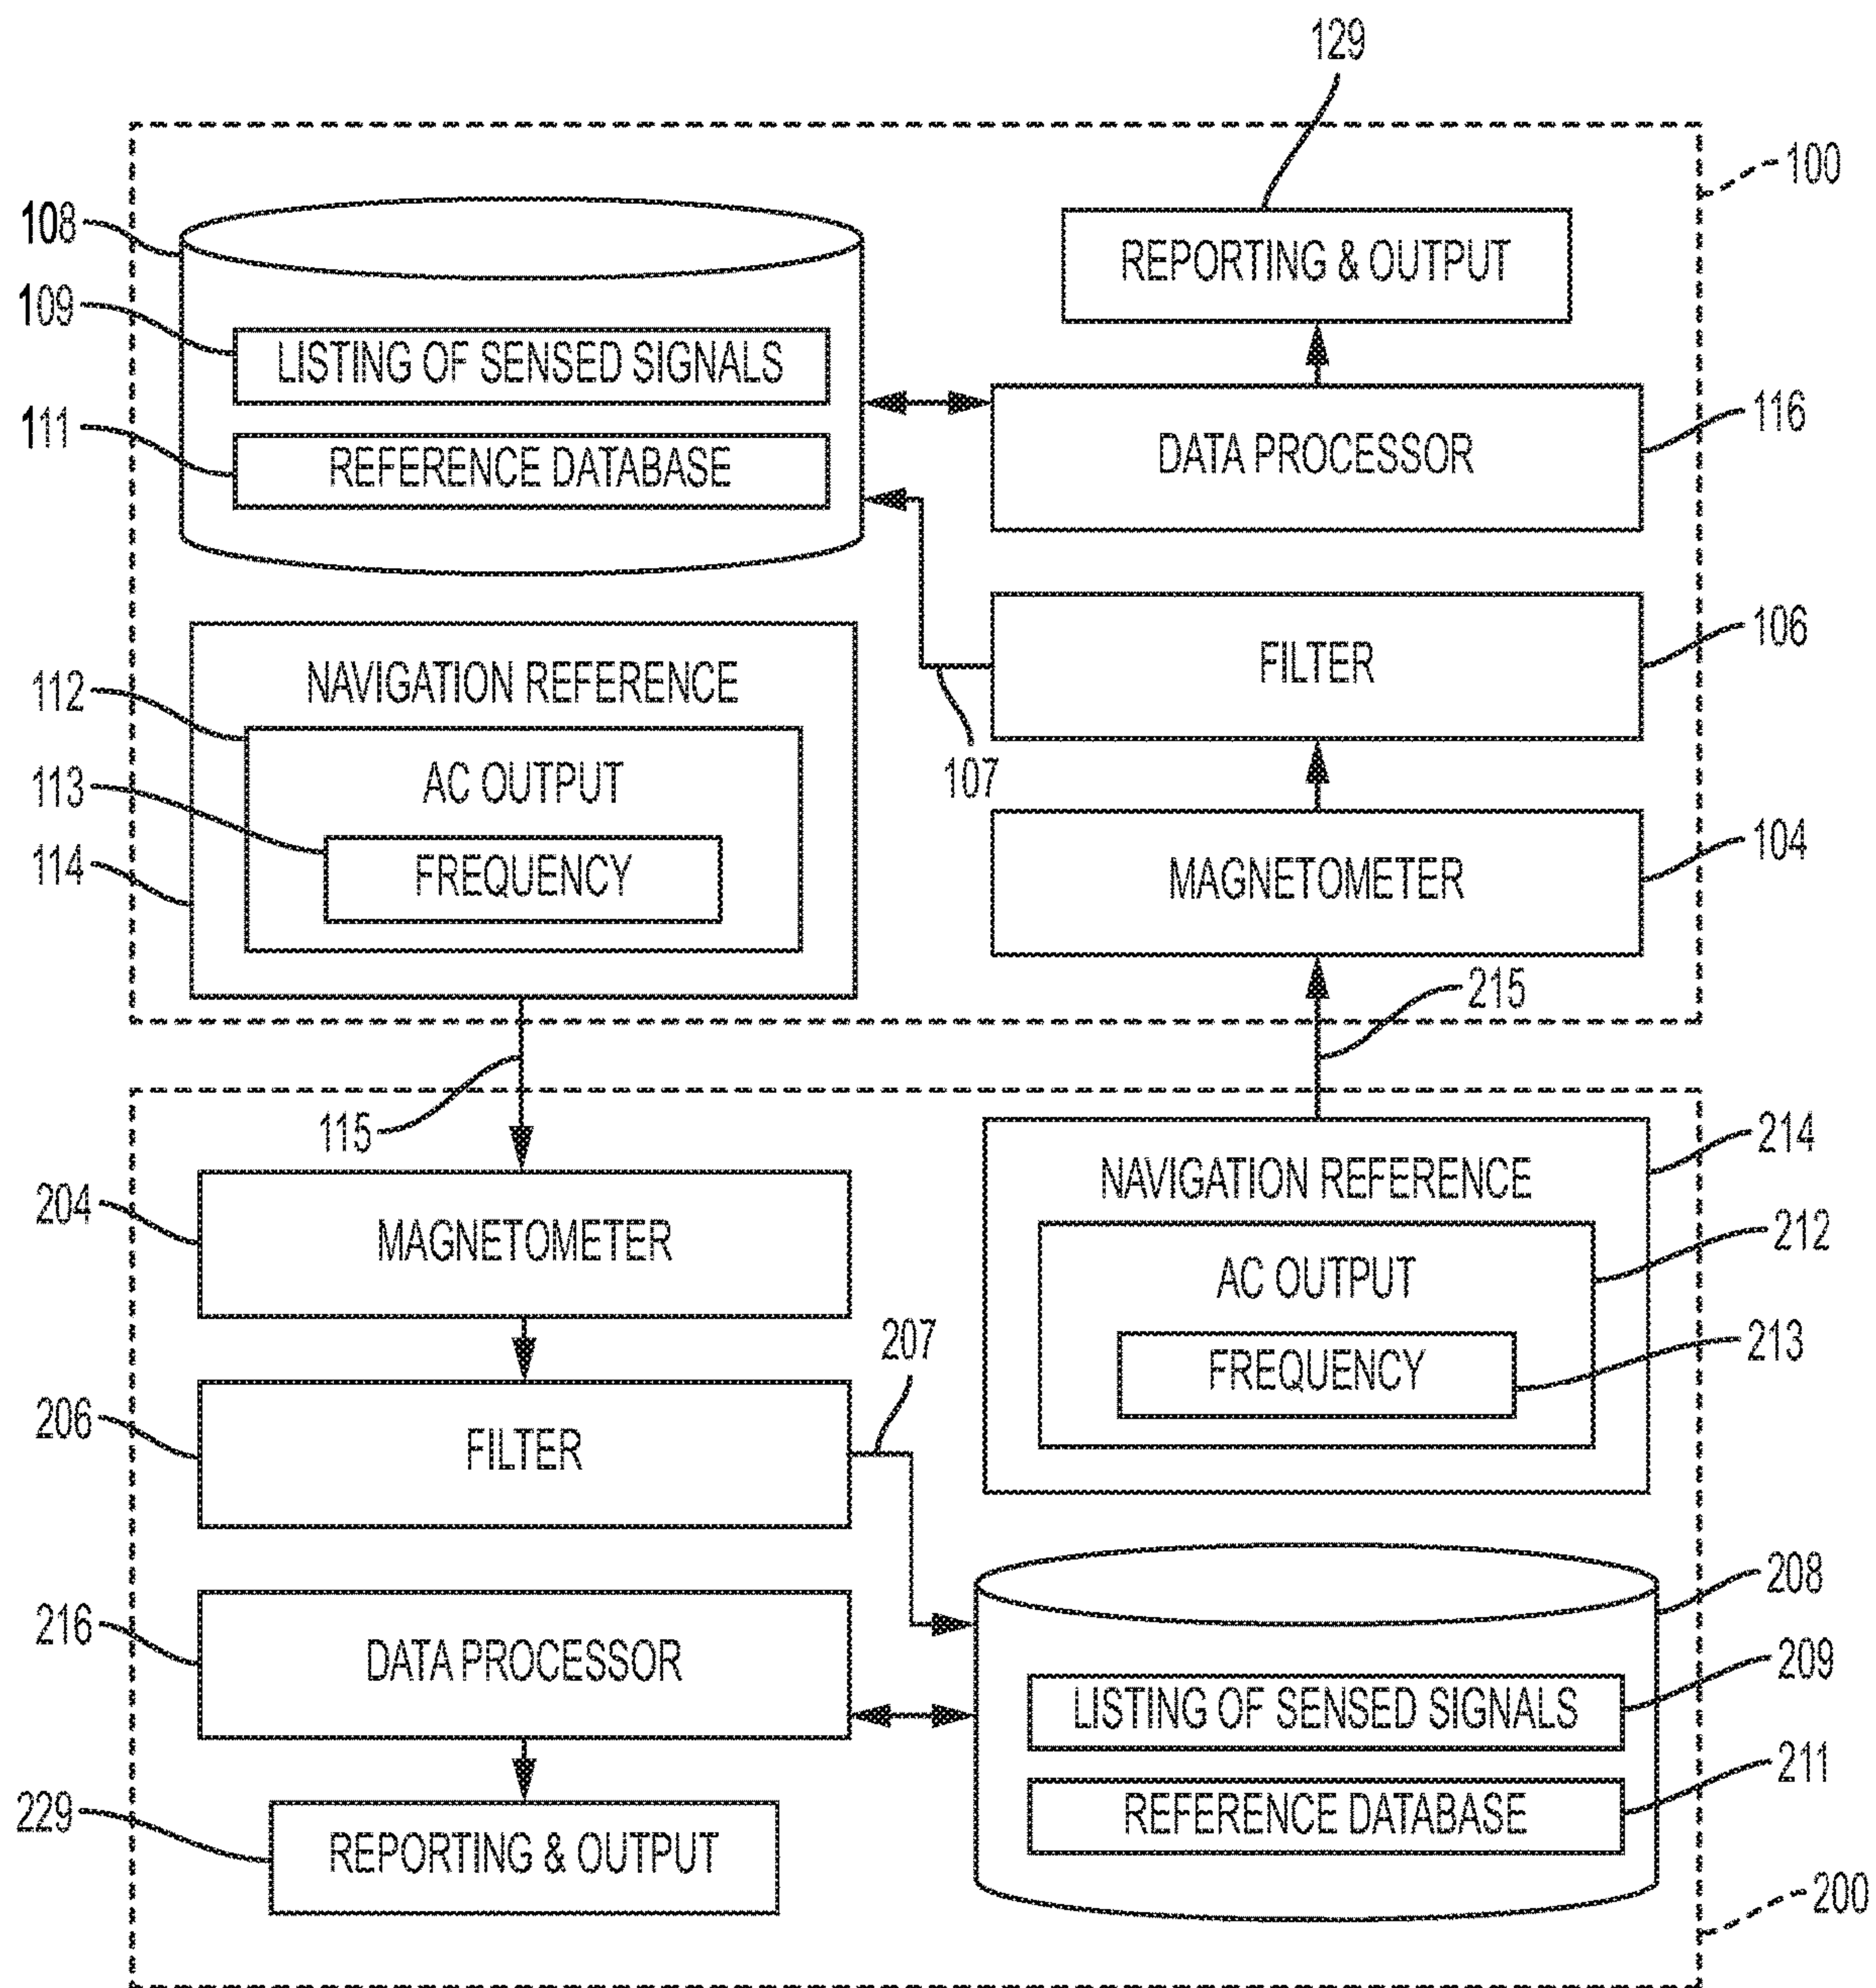 129
100
108
REPORTING & OUTPUT
109
LISTING OF SENSED SIGNALS
116
111
REFERENCE DATABASE
DATA PROCESSOR
106
FILTER
112
NAVIGATION REFERENCE
107
113
AC OUTPUT
104
114
FREQUENCY
MAGNETOMETER
215
115
214
204
MAGNETOMETER
NAVIGATION REFERENCE
212
AC OUTPUT
207
213
FREQUENCY
206
FILTER
208
216
DATA PROCESSOR
209
LISTING OF SENSED SIGNALS
211
229
REPORTING & OUTPUT
REFERENCE DATABASE
200